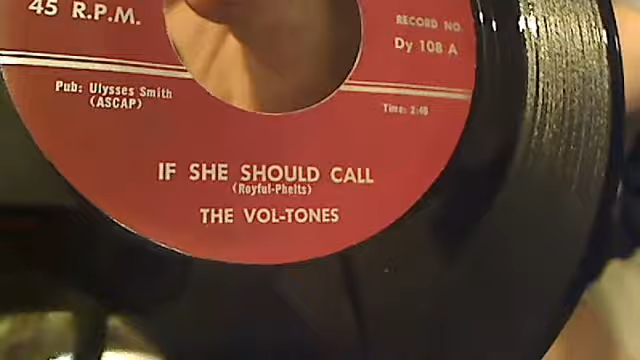 45 R.P.M.
RECORD NO.
Dy 108 A
Pub: Ulysses Smith
(ASCAP)
Time: 2:46
IF SHE SHOULD CALL
(Royful-Phelts)
THE VOL-TONES